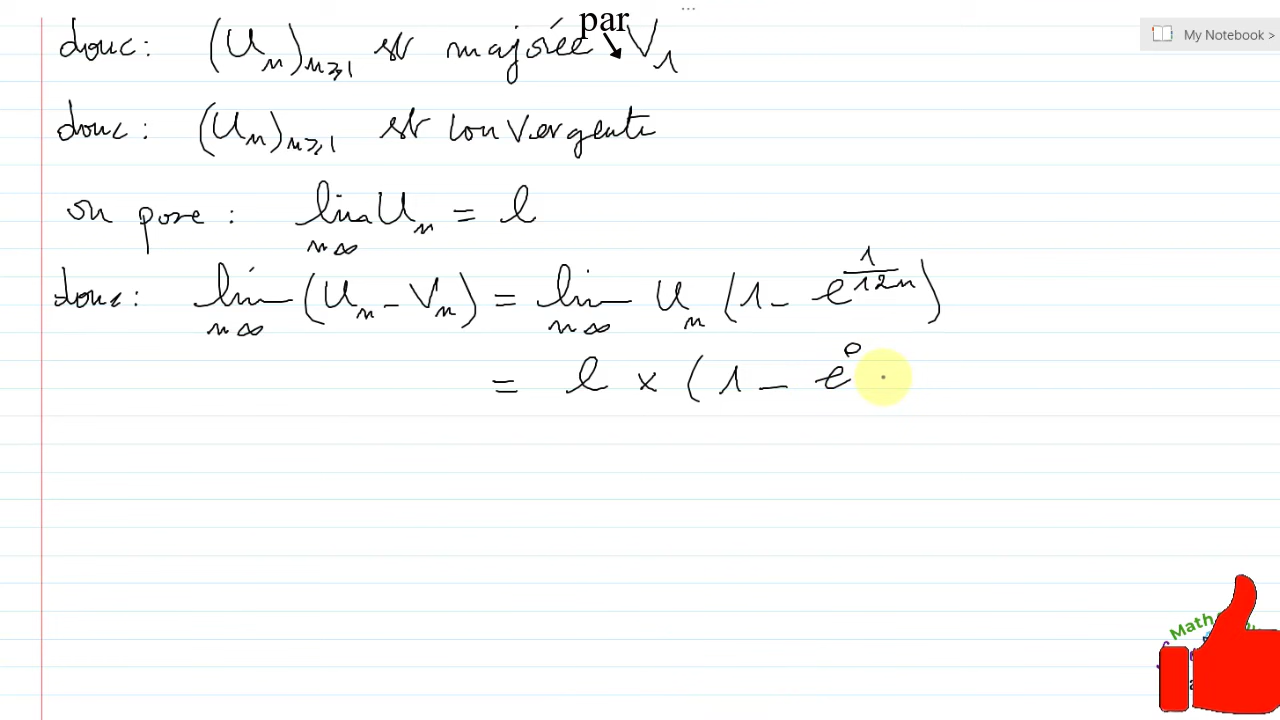 donc : (Un)n≥1 est majorée par V1
donc : (Un)n≥1 est convergente
on pose : lim n∞ Un = l
donc : lim n∞ (Un - Vn) = lim n∞ Un (1 - e^(1/12n))
= l × (1 - e^0
My Notebook >
Math